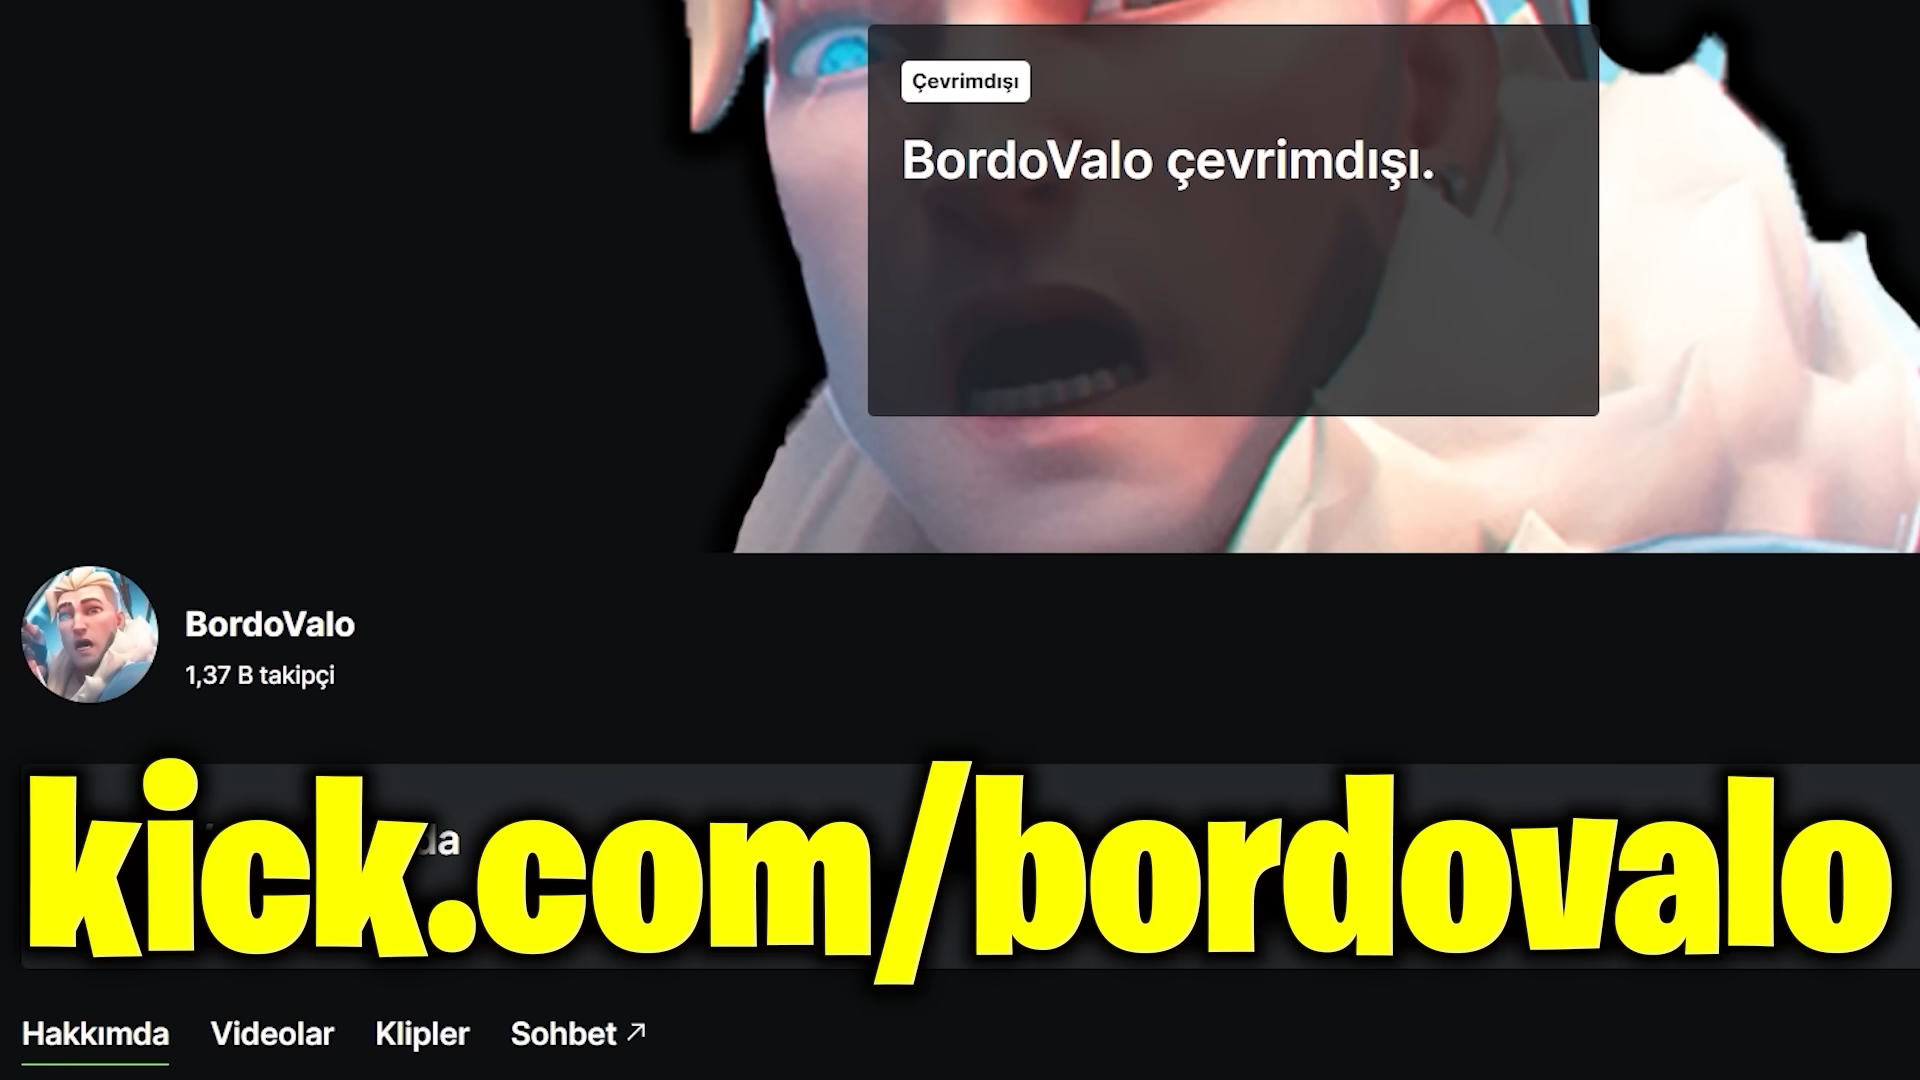 Çevrimdışı
BordoValo çevrimdışı.
BordoValo
1,37 B takipçi
kick.com/bordovalo
Hakkımda Videolar Klipler Sohbet